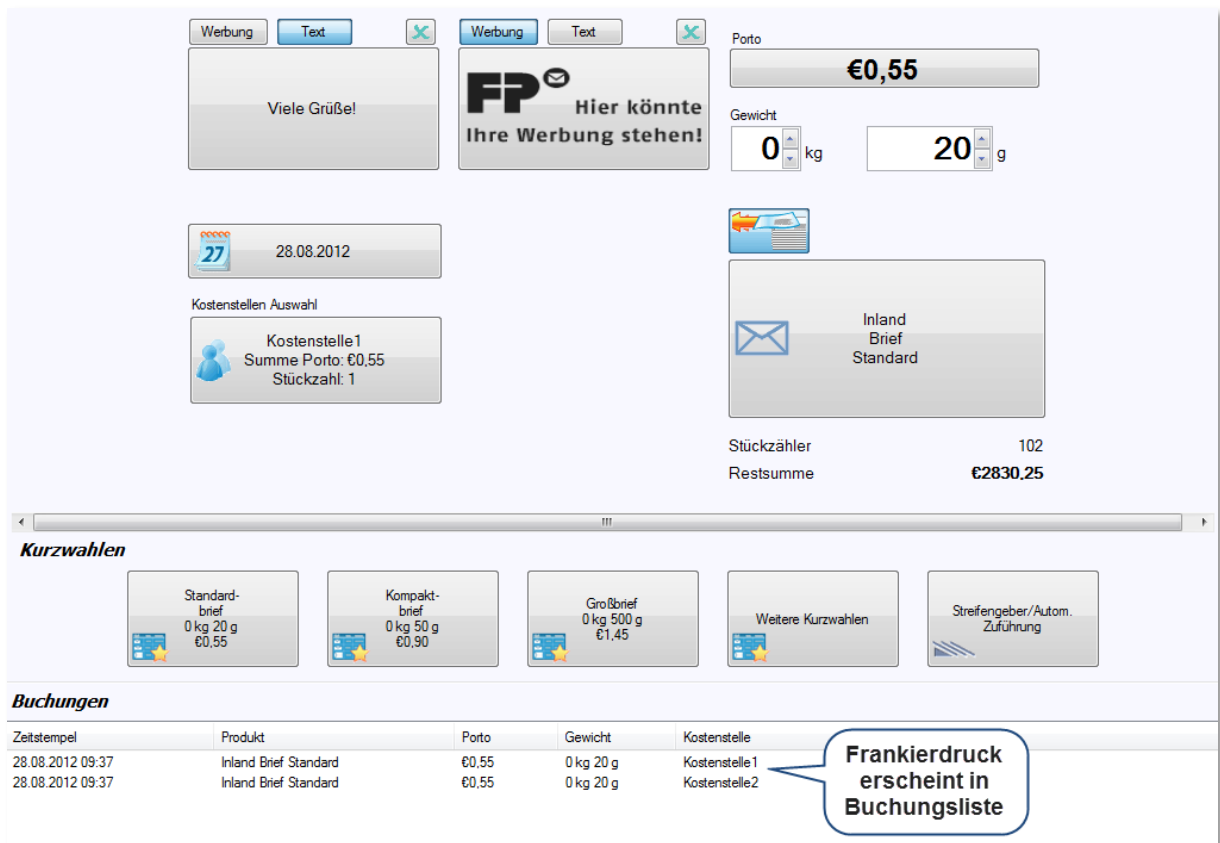 Werbung Text Werbung Text
Porto
€0,55
Viele Grüße!
FP Hier könnte
Ihre Werbung stehen!
Gewicht
0 kg 20 g
27 28.08.2012
Kostenstellen Auswahl
Kostenstelle1
Summe Porto: €0,55
Stückzahl: 1
Inland
Brief
Standard
Stückzähler 102
Restsumme €2830,25
Kurzwahlen
Standard-
brief
0 kg 20 g
€0,55
Kompakt-
brief
0 kg 50 g
€0,90
Großbrief
0 kg 500 g
€1,45
Weitere Kurzwahlen
Streifengeber/Autom.
Zuführung
Buchungen
Zeitstempel Produkt Porto Gewicht Kostenstelle
28.08.2012 09:37 Inland Brief Standard €0,55 0 kg 20 g Kostenstelle1
28.08.2012 09:37 Inland Brief Standard €0,55 0 kg 20 g Kostenstelle2
Frankierdruck
erscheint in
Buchungsliste